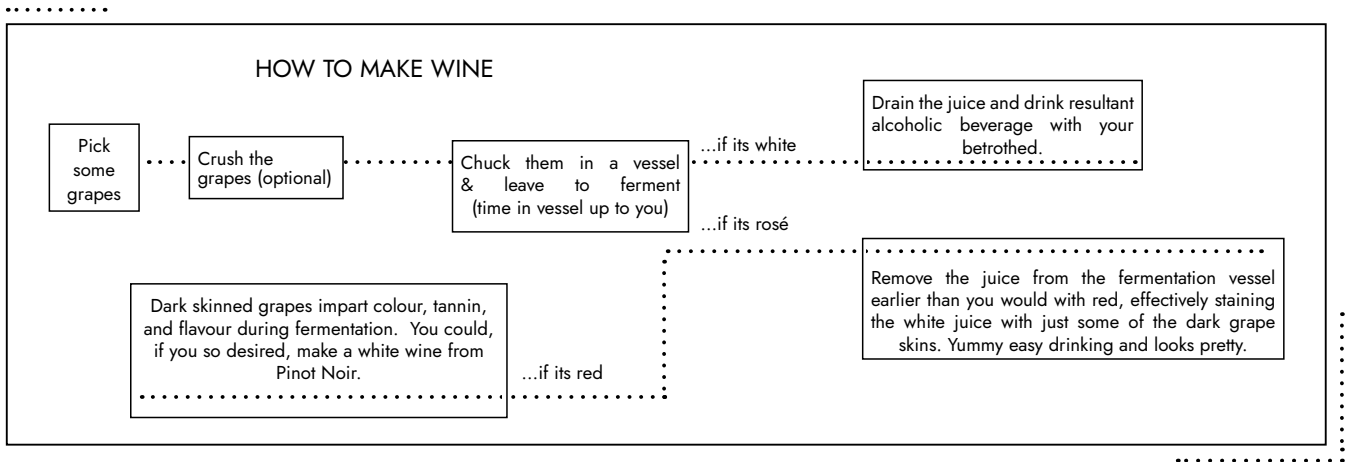 HOW TO MAKE WINE
Pick
some
grapes
Crush the
grapes (optional)
Chuck them in a vessel
& leave to ferment
(time in vessel up to you)
...if its white
Drain the juice and drink resultant
alcoholic beverage with your
betrothed.
...if its rosé
Remove the juice from the fermentation vessel
earlier than you would with red, effectively staining
the white juice with just some of the dark grape
skins. Yummy easy drinking and looks pretty.
...if its red
Dark skinned grapes impart colour, tannin,
and flavour during fermentation. You could,
if you so desired, make a white wine from
Pinot Noir.